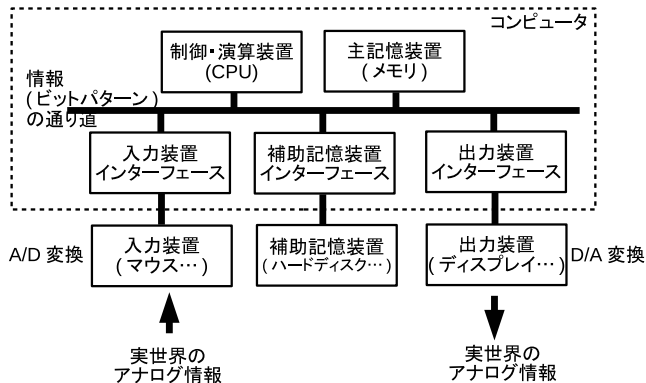 コンピュータ
制御・演算装置
(CPU)
主記憶装置
(メモリ)
情報
(ビットパターン)
の通り道
入力装置
インターフェース
補助記憶装置
インターフェース
出力装置
インターフェース
A/D 変換
入力装置
(マウス…)
補助記憶装置
(ハードディスク…)
出力装置
(ディスプレイ…)
D/A 変換
実世界の
アナログ情報
実世界の
アナログ情報